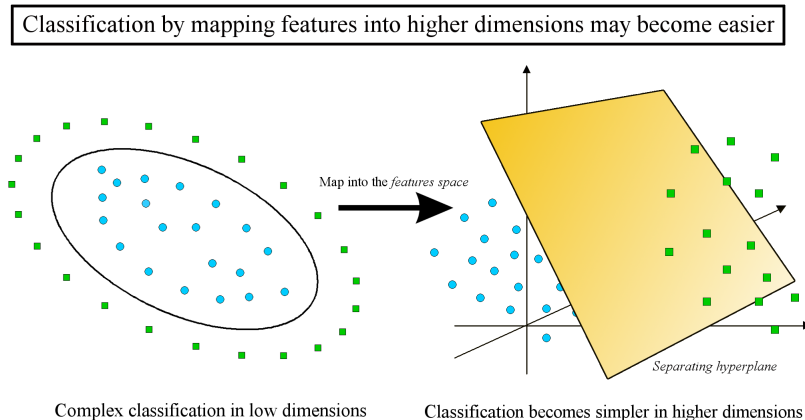 Classification by mapping features into higher dimensions may become easier
Map into the features space
Separating hyperplane
Complex classification in low dimensions
Classification becomes simpler in higher dimensions